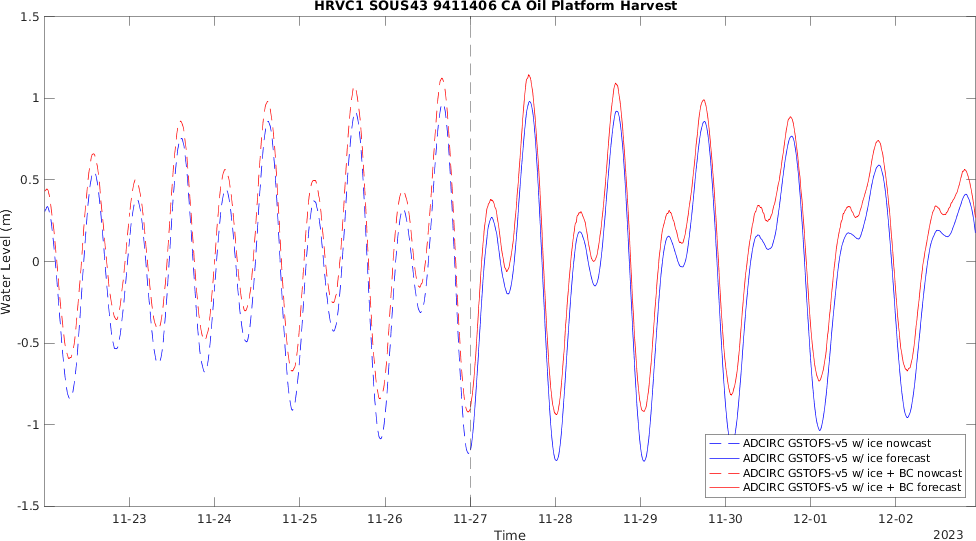 HRVC1 SOUS43 9411406 CA Oil Platform Harvest
1.5
1
0.5
0
-0.5
-1
-1.5
Water Level (m)
ADCIRC GSTOFS-v5 w/ ice nowcast
ADCIRC GSTOFS-v5 w/ ice forecast
ADCIRC GSTOFS-v5 w/ ice + BC nowcast
ADCIRC GSTOFS-v5 w/ ice + BC forecast
11-23 11-24 11-25 11-26 11-27 11-28 11-29 11-30 12-01 12-02
Time
2023